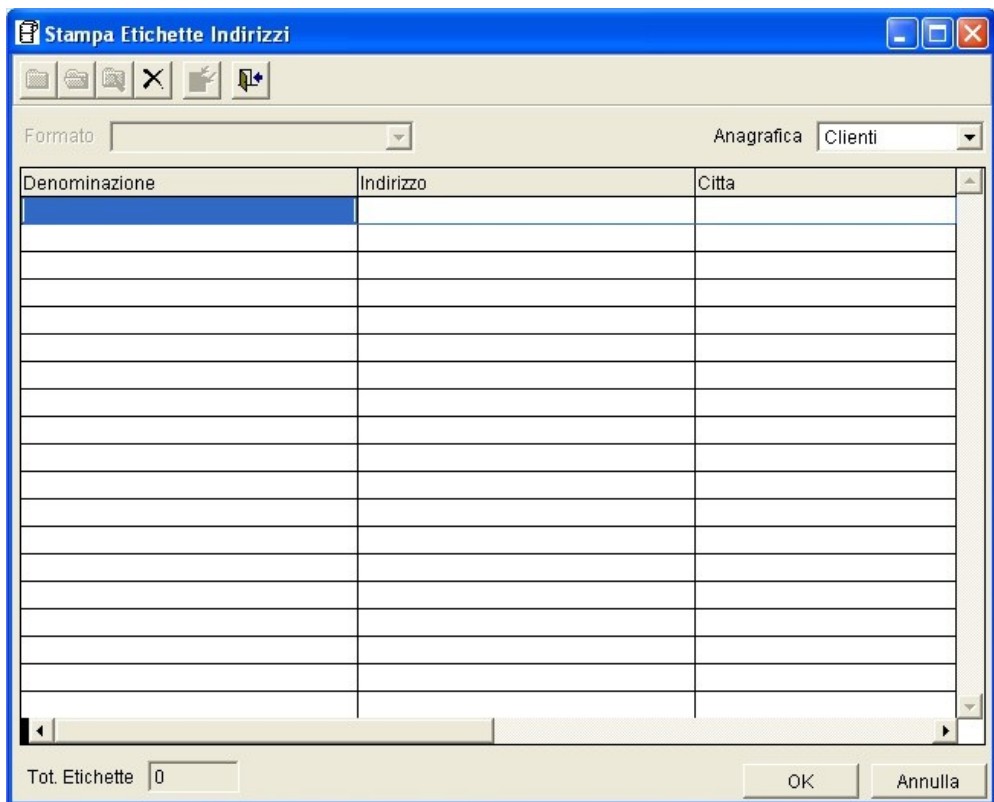 Stampa Etichette Indirizzi
Formato Anagrafica Clienti
Denominazione Indirizzo Citta
Tot. Etichette 0 OK Annulla